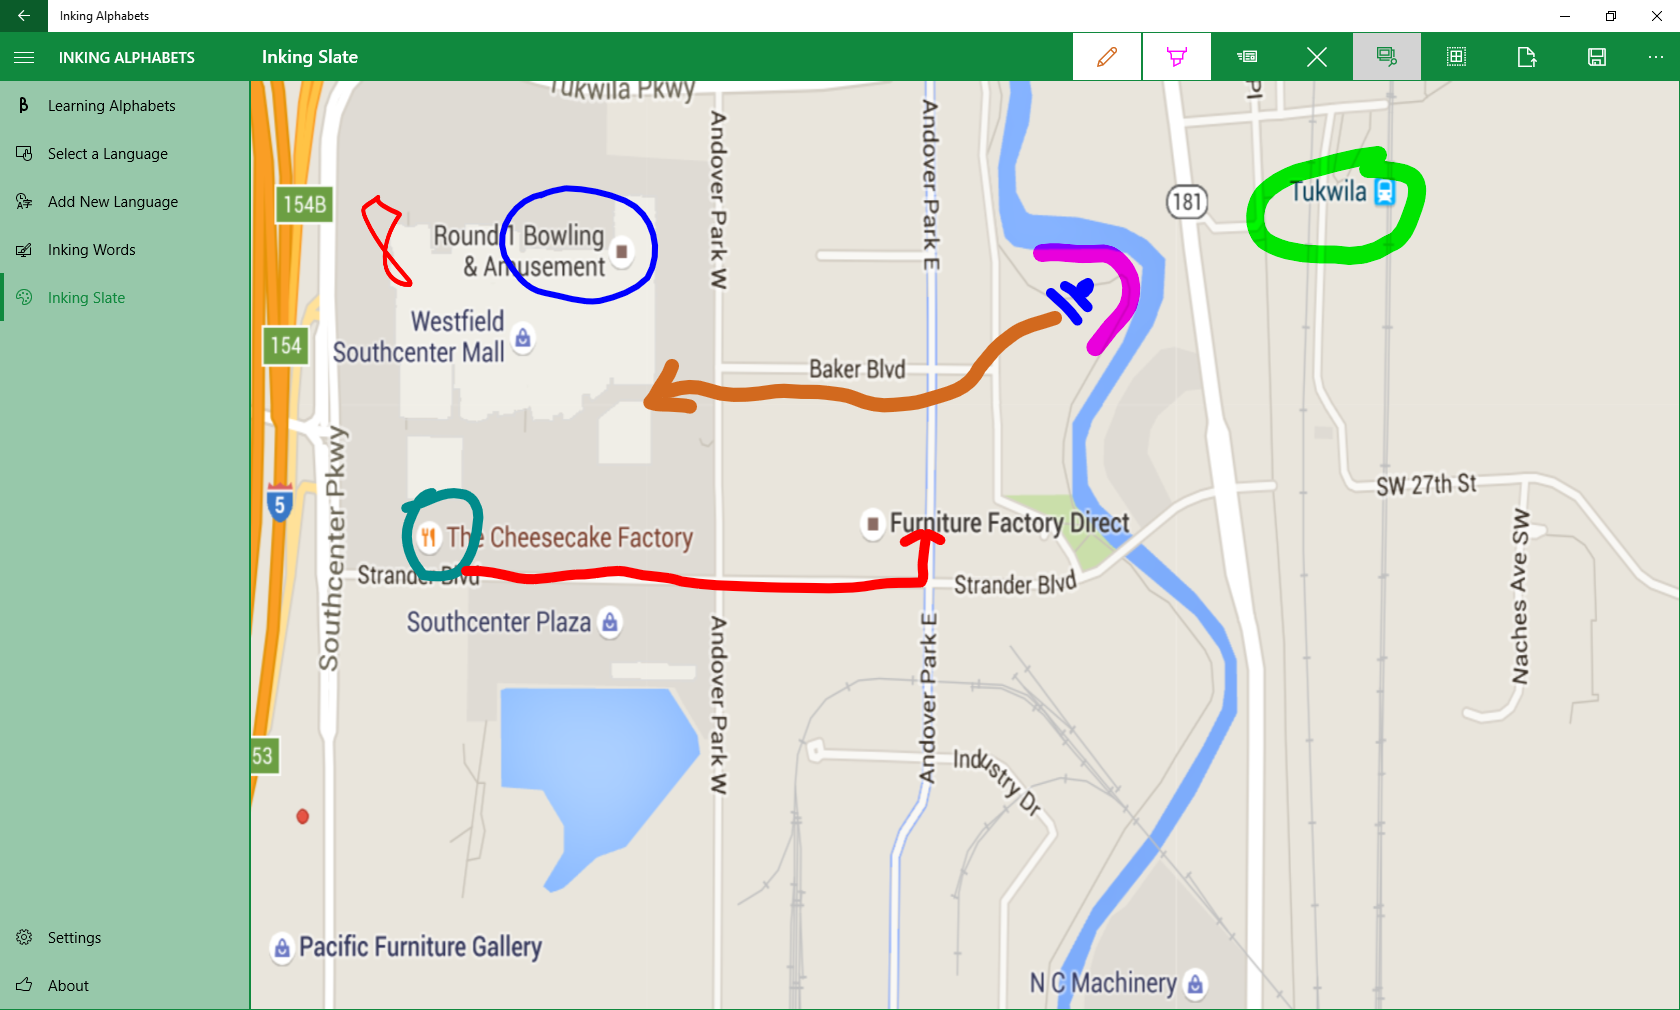 Inking Alphabets
INKING ALPHABETS
Inking Slate
Learning Alphabets
Select a Language
Add New Language
Inking Words
Inking Slate
Settings
About
Tukwila Pkwy
Andover Park W
Andover Park E
Pl
181
Tukwila
154B
Round 1 Bowling
& Amusement
Westfield
Southcenter Mall
154
Baker Blvd
Southcenter Pkwy
5
SW 27th St
The Cheesecake Factory
Furniture Factory Direct
Strander Blvd
Strander Blvd
Naches Ave SW
Southcenter Plaza
Andover Park W
Andover Park E
53
Industry Dr
Pacific Furniture Gallery
N C Machinery